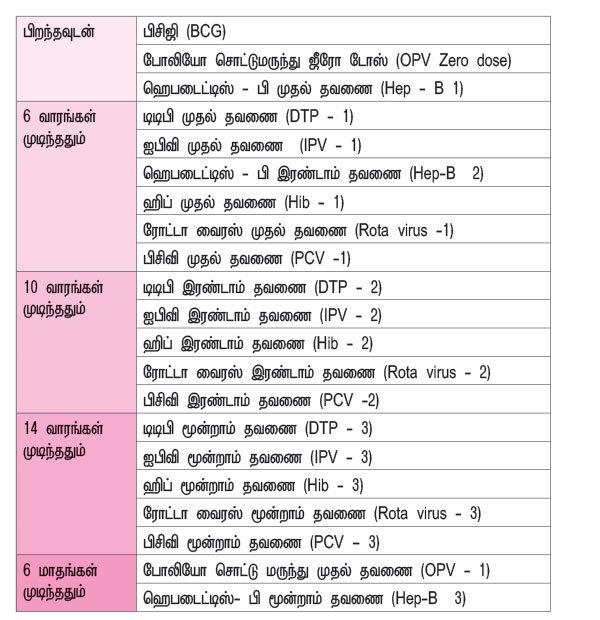 பிறந்தவுடன்
பிசிஜி (BCG)
போலியோ சொட்டுமருந்து ஜீரோ டோஸ் (OPV Zero dose)
ஹெபடைட்டிஸ் - பி முதல் தவணை (Hep - B 1)
6 வாரங்கள்
முடிந்ததும்
டிடிபி முதல் தவணை (DTP - 1)
ஐபிவி முதல் தவணை (IPV - 1)
ஹெபடைட்டிஸ் - பி இரண்டாம் தவணை (Hep-B 2)
ஹிப் முதல் தவணை (Hib - 1)
ரோட்டா வைரஸ் முதல் தவணை (Rota virus -1)
பிசிவி முதல் தவணை (PCV -1)
10 வாரங்கள்
முடிந்ததும்
டிடிபி இரண்டாம் தவணை (DTP - 2)
ஐபிவி இரண்டாம் தவணை (IPV - 2)
ஹிப் இரண்டாம் தவணை (Hib - 2)
ரோட்டா வைரஸ் இரண்டாம் தவணை (Rota virus - 2)
பிசிவி இரண்டாம் தவணை (PCV -2)
14 வாரங்கள்
முடிந்ததும்
டிடிபி மூன்றாம் தவணை (DTP - 3)
ஐபிவி மூன்றாம் தவணை (IPV - 3)
ஹிப் மூன்றாம் தவணை (Hib - 3)
ரோட்டா வைரஸ் மூன்றாம் தவணை (Rota virus - 3)
பிசிவி மூன்றாம் தவணை (PCV - 3)
6 மாதங்கள்
முடிந்ததும்
போலியோ சொட்டு மருந்து முதல் தவணை (OPV - 1)
ஹெபடைட்டிஸ்- பி மூன்றாம் தவணை (Hep-B 3)